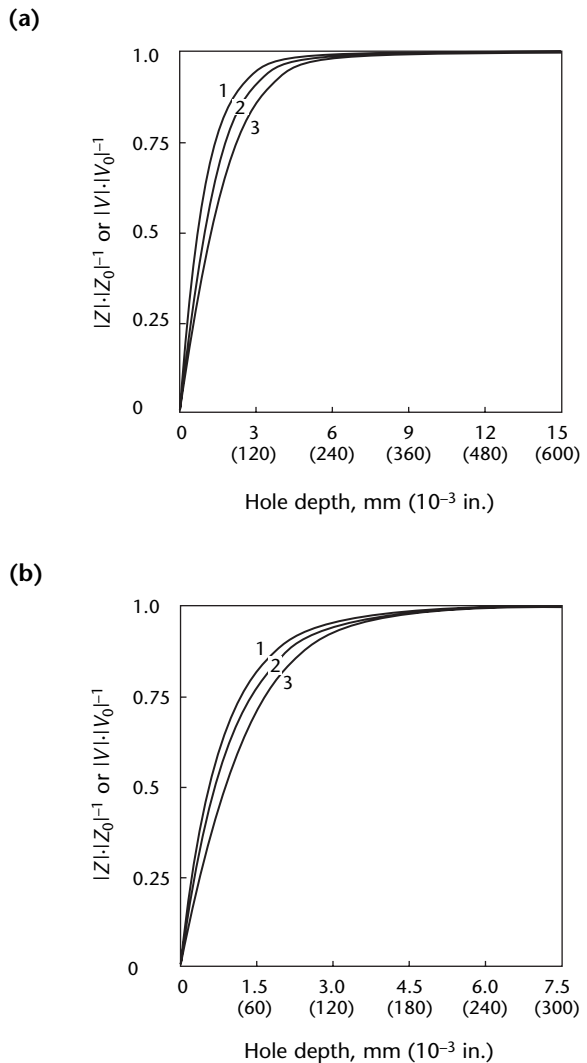 (a)
|Z|·|Z₀|⁻¹ or |V|·|V₀|⁻¹
1.0
0.75
0.50
0.25
0
1
2
3
0 3 6 9 12 15
(120) (240) (360) (480) (600)
Hole depth, mm (10⁻³ in.)
(b)
|Z|·|Z₀|⁻¹ or |V|·|V₀|⁻¹
1.0
0.75
0.50
0.25
0
1
2
3
0 1.5 3.0 4.5 6.0 7.5
(60) (120) (180) (240) (300)
Hole depth, mm (10⁻³ in.)